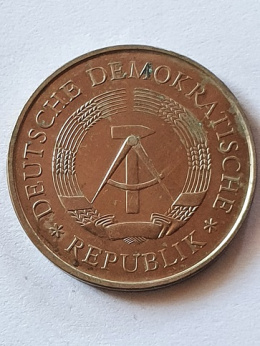 DEUTSCHE DEMOKRATISCHE
* REPUBLIK *